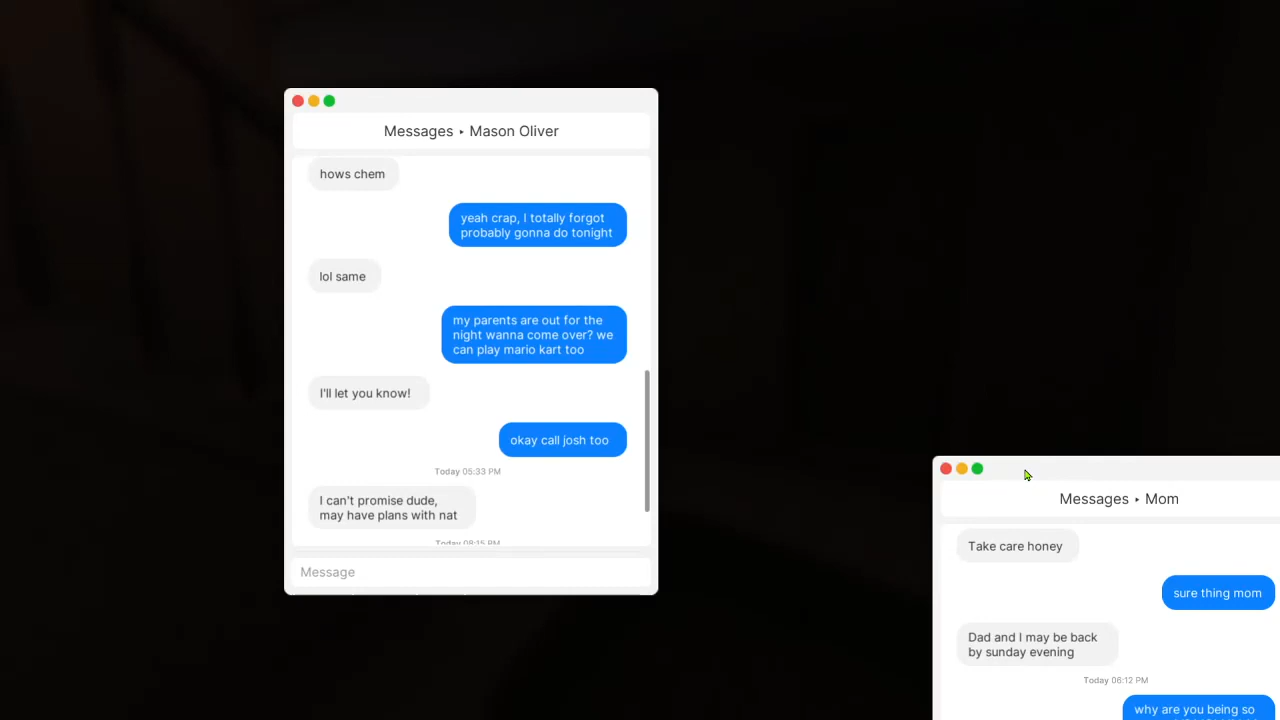 Messages ‣ Mason Oliver
hows chem
yeah crap, I totally forgot
probably gonna do tonight
lol same
my parents are out for the
night wanna come over? we
can play mario kart too
I'll let you know!
okay call josh too
Today 05:33 PM
I can't promise dude,
may have plans with nat
Today 08:15 PM
Message
Messages ‣ Mom
Take care honey
sure thing mom
Dad and I may be back
by sunday evening
Today 06:12 PM
why are you being so